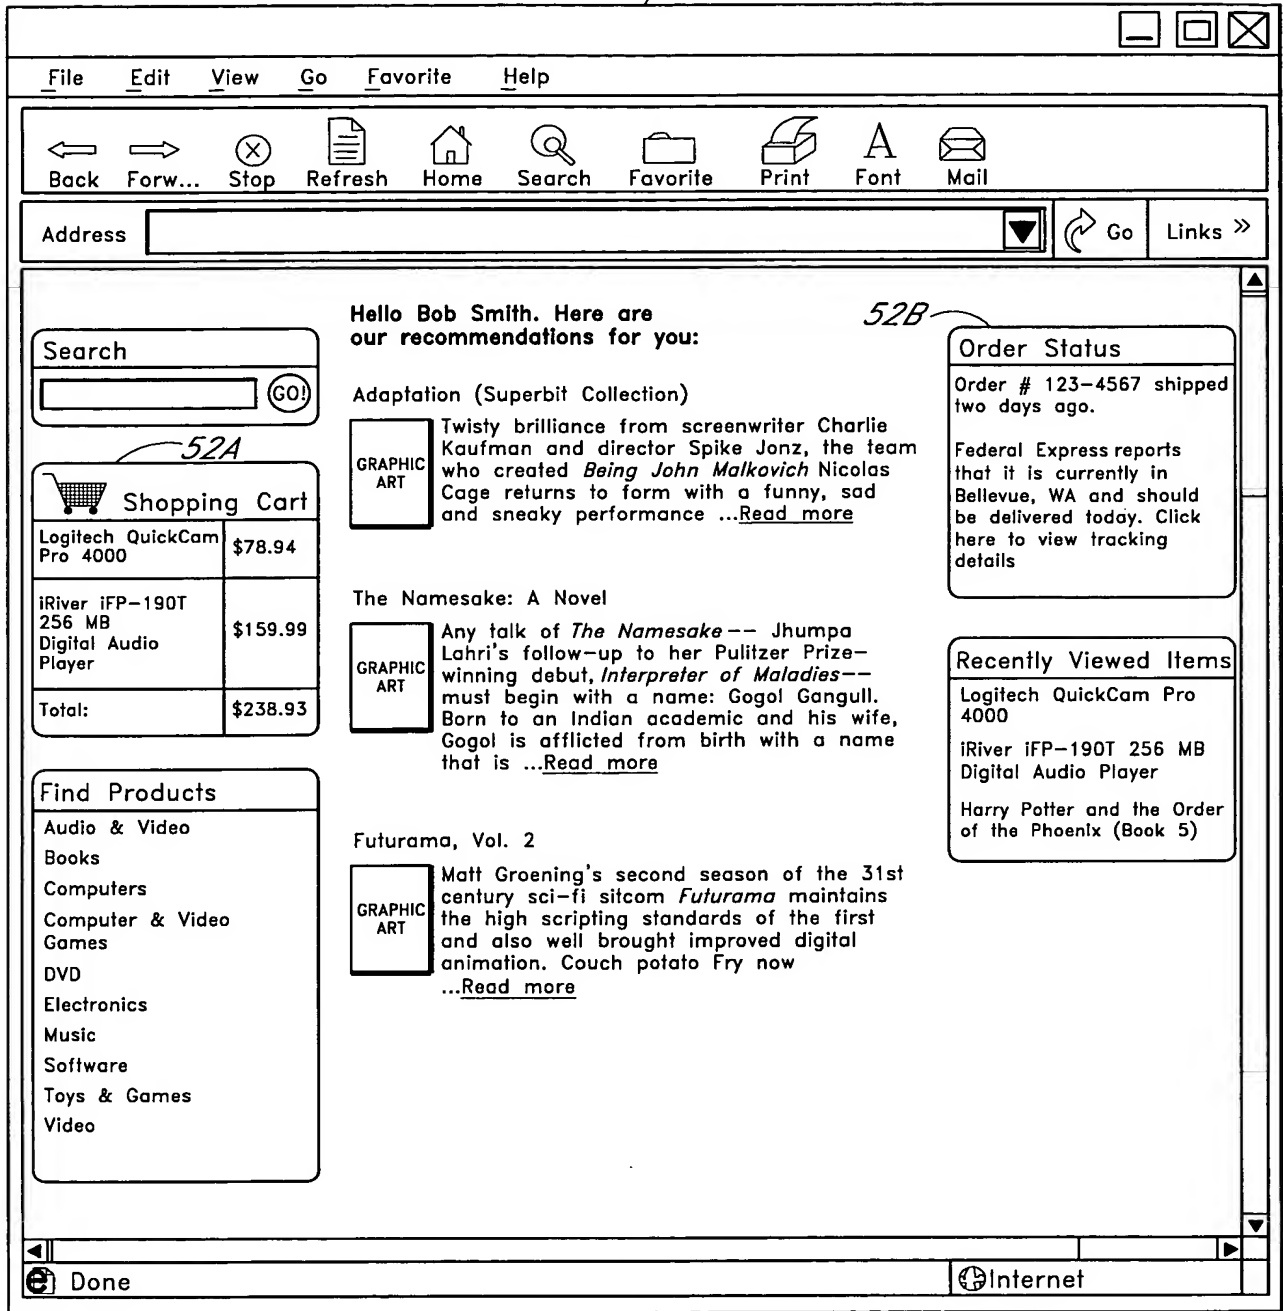 File Edit View Go Favorite Help
Back Forw... Stop Refresh Home Search Favorite Print Font Mail
Address Go Links »
Search
GO!
52A
Shopping Cart
Logitech QuickCam
Pro 4000
$78.94
iRiver iFP-190T
256 MB
Digital Audio
Player
$159.99
Total: $238.93
Find Products
Audio & Video
Books
Computers
Computer & Video
Games
DVD
Electronics
Music
Software
Toys & Games
Video
Hello Bob Smith. Here are
our recommendations for you:
Adaptation (Superbit Collection)
GRAPHIC
ART
Twisty brilliance from screenwriter Charlie
Kaufman and director Spike Jonz, the team
who created Being John Malkovich Nicolas
Cage returns to form with a funny, sad
and sneaky performance ...Read more
The Namesake: A Novel
GRAPHIC
ART
Any talk of The Namesake-- Jhumpa
Lahri's follow-up to her Pulitzer Prize-
winning debut, Interpreter of Maladies--
must begin with a name: Gogol Gangull.
Born to an Indian academic and his wife,
Gogol is afflicted from birth with a name
that is ...Read more
Futurama, Vol. 2
GRAPHIC
ART
Matt Groening's second season of the 31st
century sci-fi sitcom Futurama maintains
the high scripting standards of the first
and also well brought improved digital
animation. Couch potato Fry now
...Read more
52B
Order Status
Order # 123-4567 shipped
two days ago.
Federal Express reports
that it is currently in
Bellevue, WA and should
be delivered today. Click
here to view tracking
details
Recently Viewed Items
Logitech QuickCam Pro
4000
iRiver iFP-190T 256 MB
Digital Audio Player
Harry Potter and the Order
of the Phoenix (Book 5)
e Done
Internet